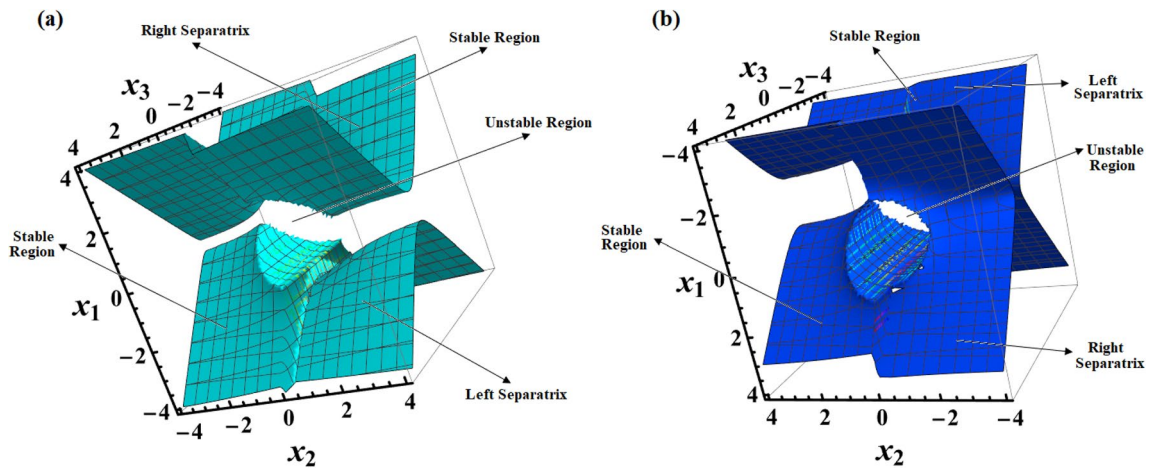 (a)
Right Separatrix
Stable Region
x3
-4
-2
0
2
4
Unstable Region
4
2
0
-2
-4
x1
Stable
Region
-4
-2
0
2
4
x2
Left Separatrix
(b)
Stable Region
x3
-4
-2
0
2
4
Left
Separatrix
Unstable
Region
-4
-2
0
2
4
x1
Stable
Region
4
2
0
-2
-4
x2
Right
Separatrix